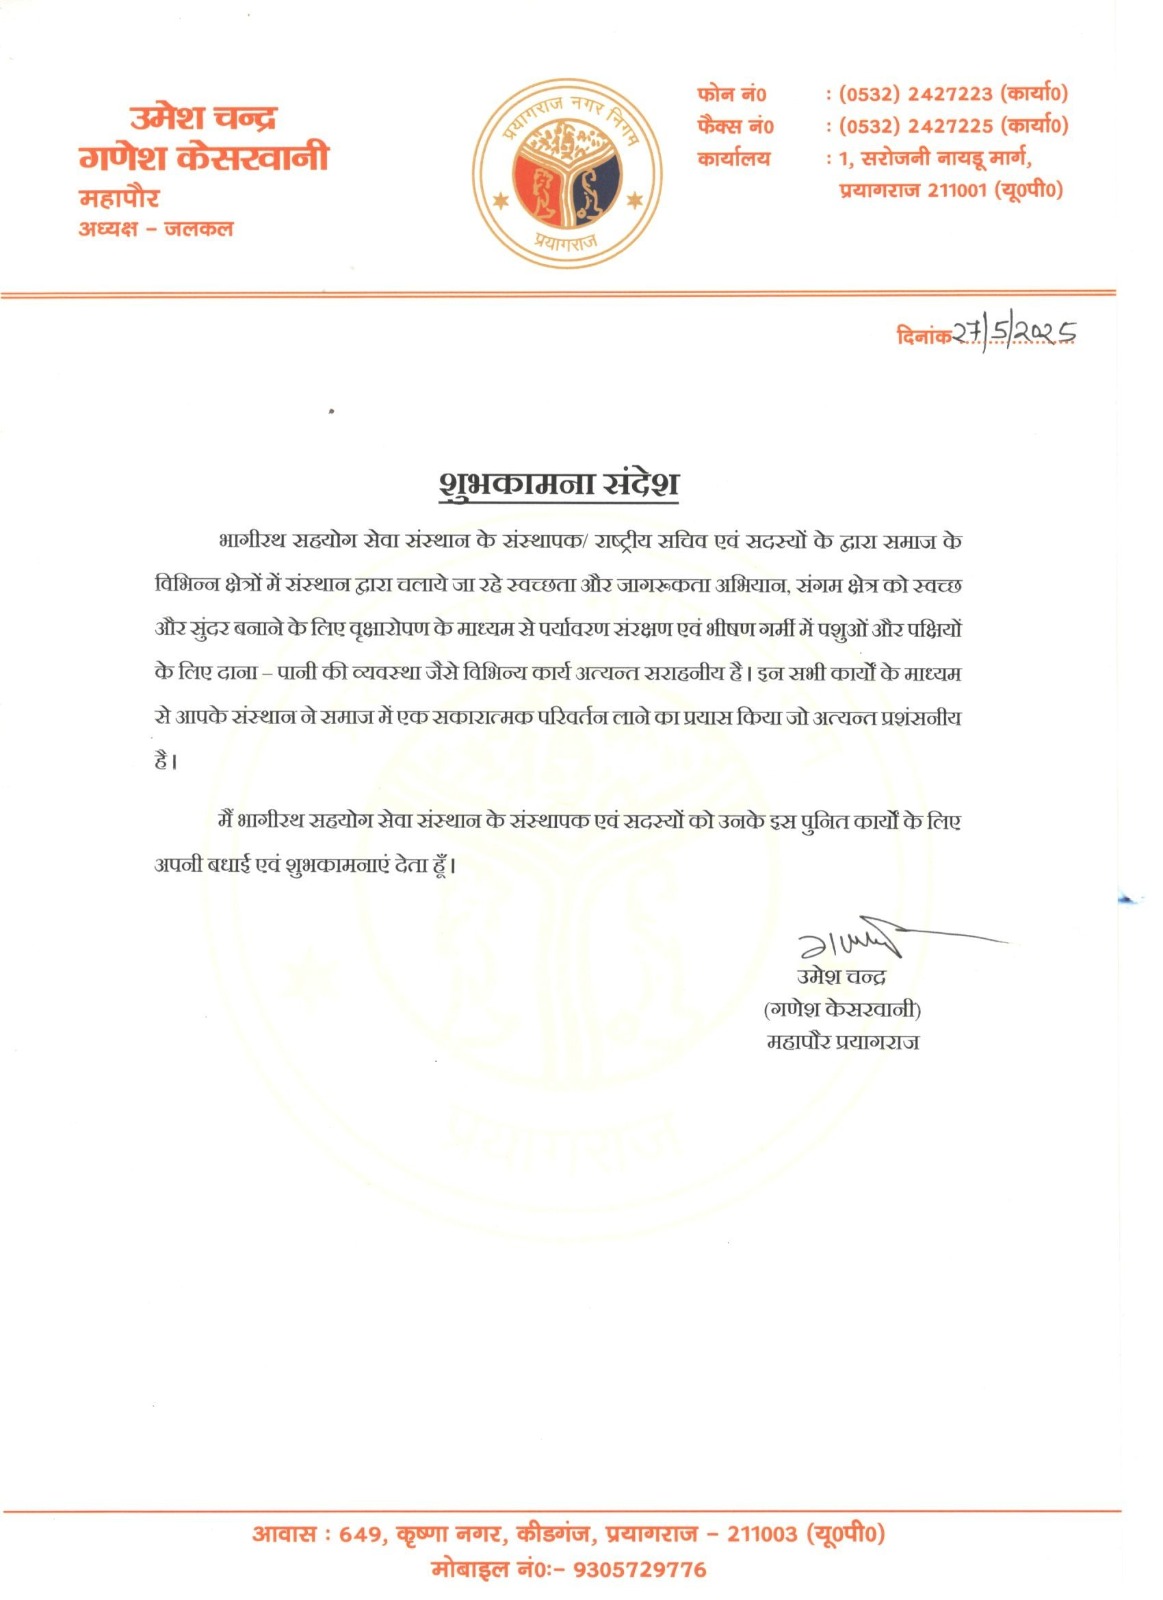 उमेश चन्द्र
गणेश केसरवानी
महापौर
अध्यक्ष – जलकल
प्रयागराज नगर निगम
प्रयागराज
फोन नं0 : (0532) 2427223 (कार्या0)
फैक्स नं0 : (0532) 2427225 (कार्या0)
कार्यालय : 1, सरोजनी नायडू मार्ग,
प्रयागराज 211001 (यू0पी0)
दिनांक 27/5/2025
शुभकामना संदेश
भागीरथ सहयोग सेवा संस्थान के संस्थापक/ राष्ट्रीय सचिव एवं सदस्यों के द्वारा समाज के
विभिन्न क्षेत्रों में संस्थान द्वारा चलाये जा रहे स्वच्छता और जागरूकता अभियान, संगम क्षेत्र को स्वच्छ
और सुंदर बनाने के लिए वृक्षारोपण के माध्यम से पर्यावरण संरक्षण एवं भीषण गर्मी में पशुओं और पक्षियों
के लिए दाना – पानी की व्यवस्था जैसे विभिन्य कार्य अत्यन्त सराहनीय है। इन सभी कार्यों के माध्यम
से आपके संस्थान ने समाज में एक सकारात्मक परिवर्तन लाने का प्रयास किया जो अत्यन्त प्रशंसनीय
है।
मैं भागीरथ सहयोग सेवा संस्थान के संस्थापक एवं सदस्यों को उनके इस पुनित कार्यों के लिए
अपनी बधाई एवं शुभकामनाएं देता हूँ।
उमेश चन्द्र
(गणेश केसरवानी)
महापौर प्रयागराज
प्रयागराज
आवास : 649, कृष्णा नगर, कीडगंज, प्रयागराज – 211003 (यू0पी0)
मोबाइल नं0:– 9305729776